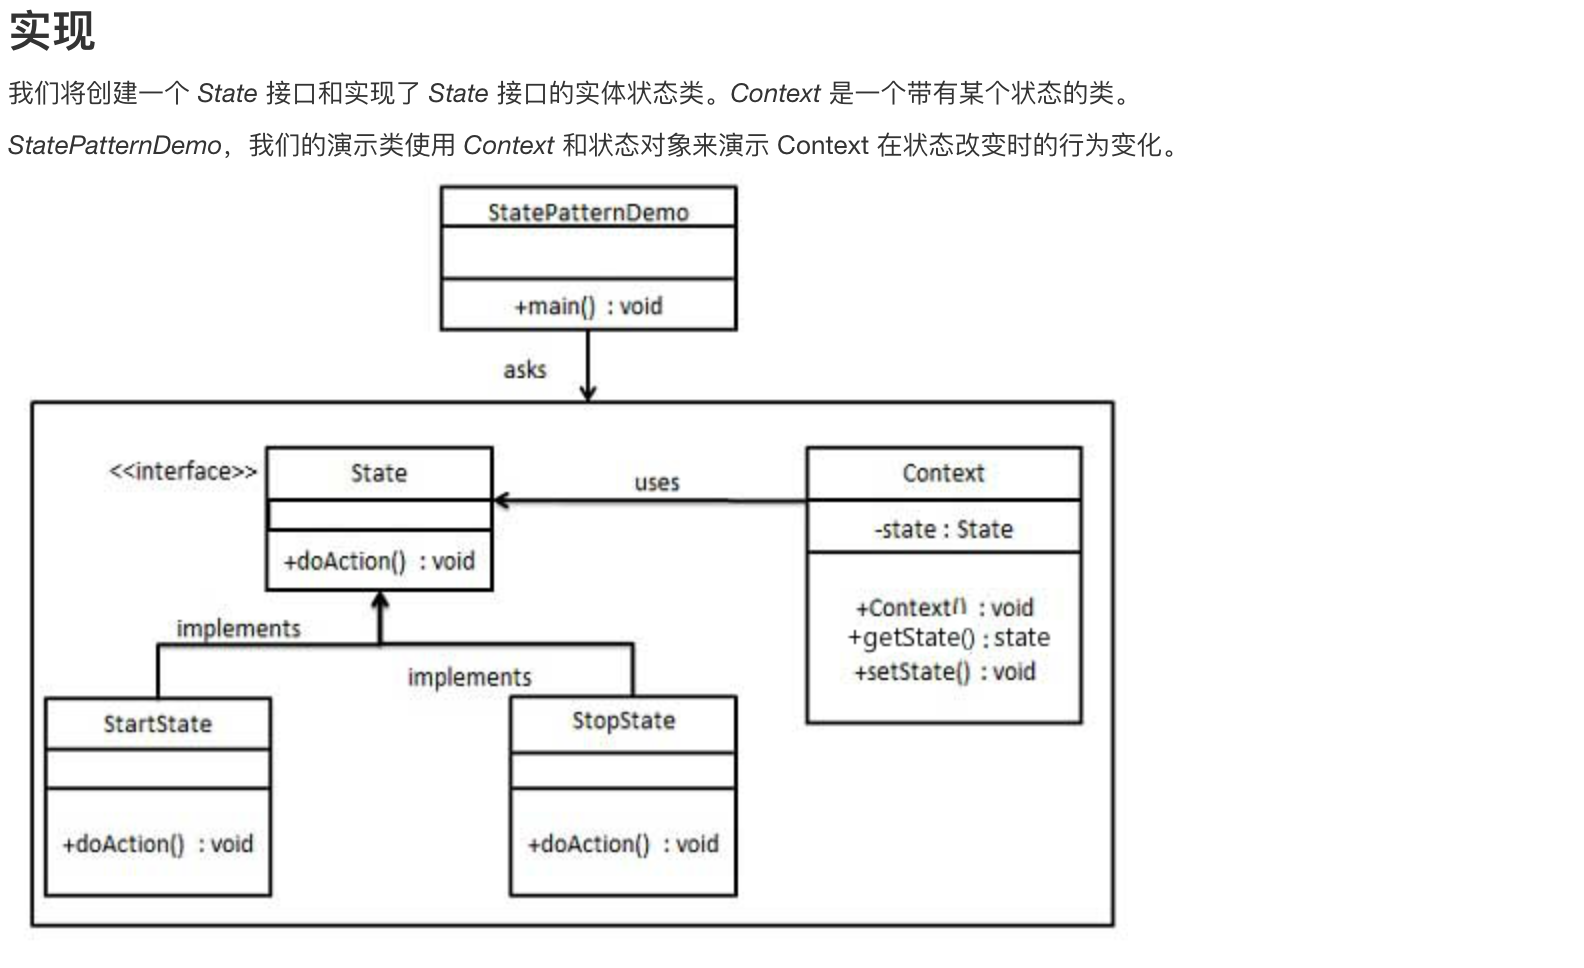 实现
我们将创建一个 State 接口和实现了 State 接口的实体状态类。Context 是一个带有某个状态的类。
StatePatternDemo，我们的演示类使用 Context 和状态对象来演示 Context 在状态改变时的行为变化。
StatePatternDemo
+main() : void
asks
<<interface>>
State
+doAction() : void
uses
Context
-state : State
+Context() : void
+getState() : state
+setState() : void
implements
implements
StartState
+doAction() : void
StopState
+doAction() : void